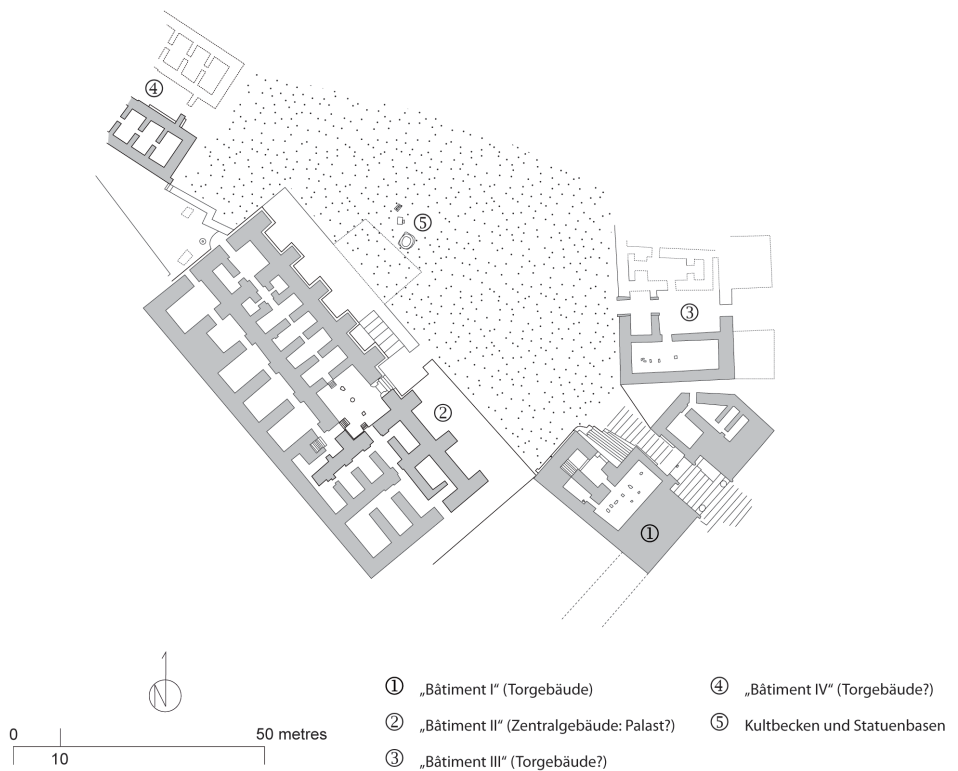 ④
⑤
③
②
①
N
0 50 metres
10
① „Bâtiment I“ (Torgebäude)
② „Bâtiment II“ (Zentralgebäude: Palast?)
③ „Bâtiment III“ (Torgebäude?)
④ „Bâtiment IV“ (Torgebäude?)
⑤ Kultbecken und Statuenbasen